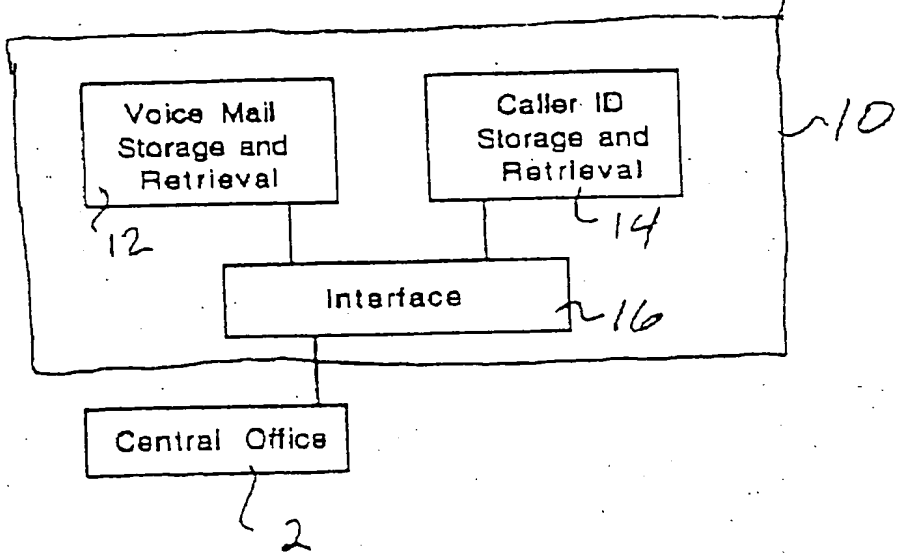 Voice Mail
Storage and
Retrieval
12
Caller ID
Storage and
Retrieval
14
10
Interface
16
Central Office
2